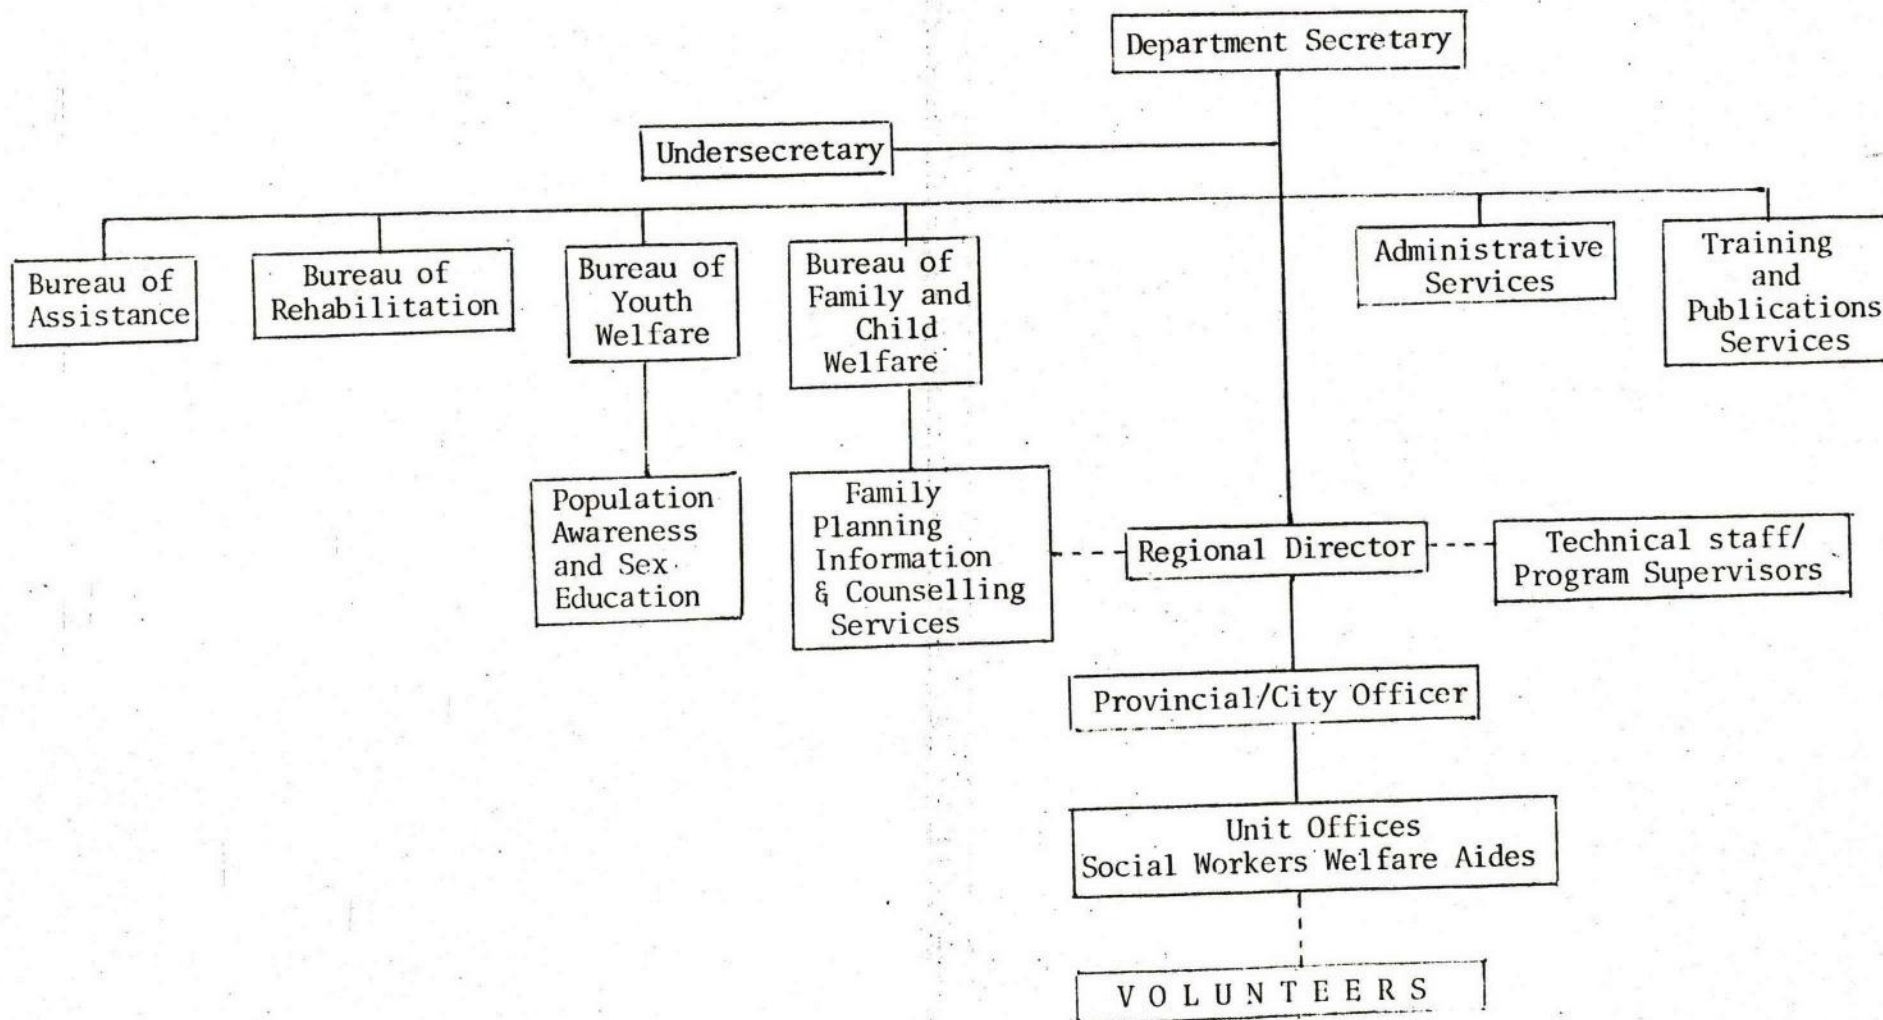 Department Secretary
Undersecretary
Bureau of
Assistance
Bureau of
Rehabilitation
Bureau of
Youth
Welfare
Bureau of
Family and
Child
Welfare
Administrative
Services
Training
and
Publications
Services
Population
Awareness
and Sex
Education
Family
Planning
Information
& Counselling
Services
Regional Director
Technical staff/
Program Supervisors
Provincial/City Officer
Unit Offices
Social Workers Welfare Aides
VOLUNTEERS